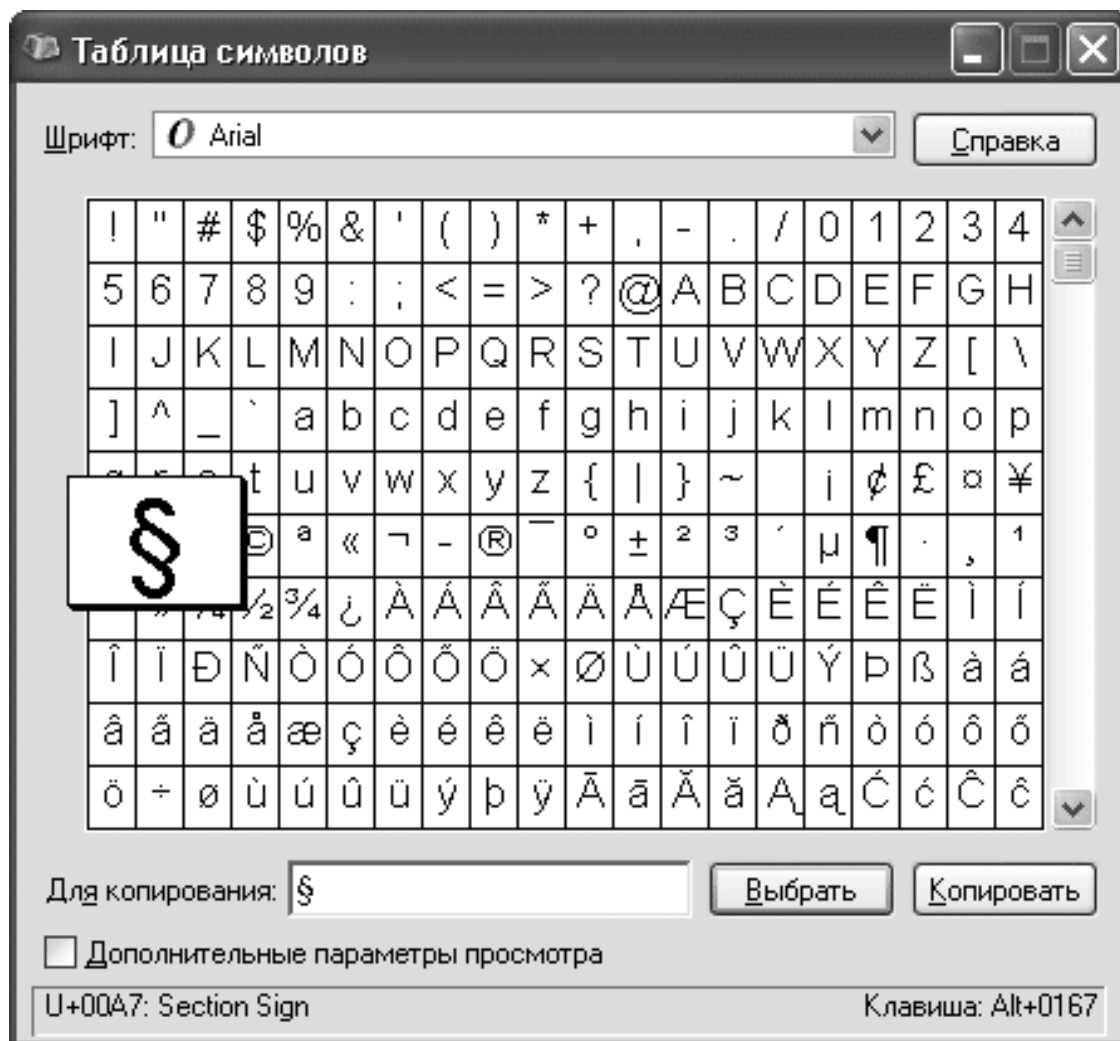 Таблица символов
Шрифт: O Arial Справка
! " # $ % & ' ( ) * + , - . / 0 1 2 3 4
5 6 7 8 9 : ; < = > ? @ A B C D E F G H
I J K L M N O P Q R S T U V W X Y Z [ \
] ^ _ ` a b c d e f g h i j k l m n o p
t u v w x y z { | } ~ ¡ ¢ £ ¤ ¥
§ © ª « ¬ - ® ¯ ° ± ² ³ ´ µ ¶ · ¸ ¹
½ ¾ ¿ À Á Â Ã Ä Å Æ Ç È É Ê Ë Ì Í
Î Ï Ð Ñ Ò Ó Ô Õ Ö × Ø Ù Ú Û Ü Ý Þ ß à á
â ã ä å æ ç è é ê ë ì í î ï ð ñ ò ó ô õ
ö ÷ ø ù ú û ü ý þ ÿ Ā ā Ă ă Ą ą Ć ć Ĉ ĉ
Для копирования: § Выбрать Копировать
Дополнительные параметры просмотра
U+00A7: Section Sign Клавиша: Alt+0167